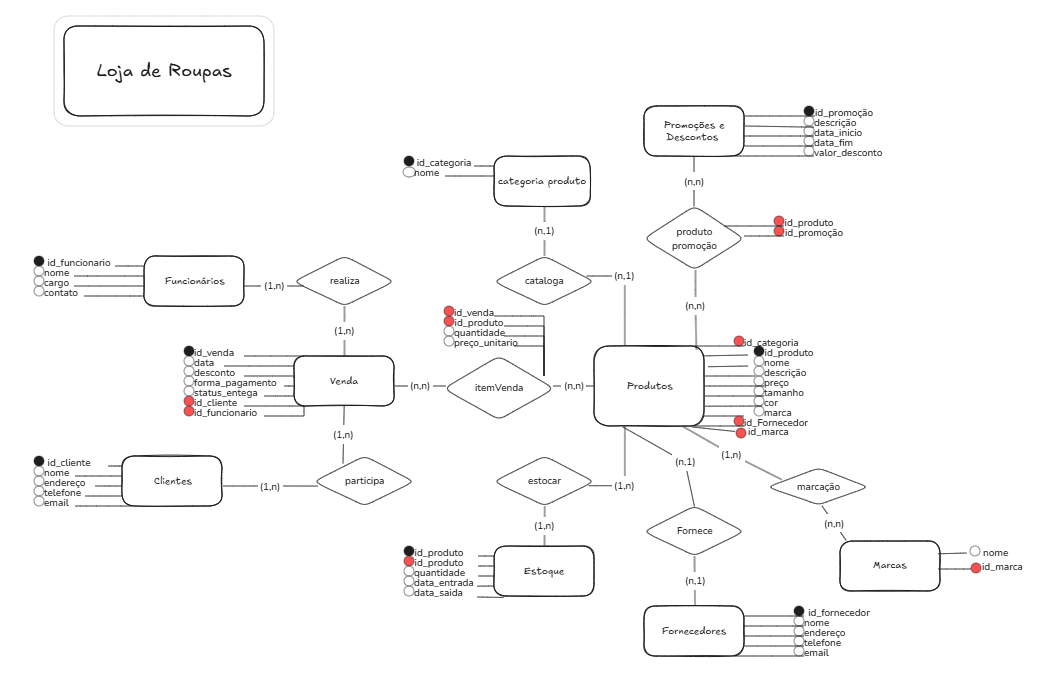 Loja de Roupas
Promoções e
Descontos
id_promoção
descrição
data_inicio
data_fim
valor_desconto
id_categoria
nome
categoria produto
(n,n)
(n,1)
produto
promoção
id_produto
id_promoção
id_funcionario
nome
cargo
contato
Funcionários
(1,n)
realiza
cataloga
(n,1)
(n,n)
(1,n)
id_venda
id_produto
quantidade
preço_unitario
id_venda
data
desconto
forma_pagamento
status_entega
id_cliente
id_funcionario
Venda
(n,n)
itemVenda
(n,n)
Produtos
id_categoria
id_produto
nome
descrição
preço
tamanho
cor
marca
id_Fornecedor
id_marca
(1,n)
(n,1)
(1,n)
id_cliente
nome
endereço
telefone
email
Clientes
(1,n)
participa
estocar
(1,n)
marcação
(1,n)
Fornece
(n,n)
id_produto
id_produto
quantidade
data_entrada
data_saida
Estoque
(n,1)
Marcas
nome
id_marca
Fornecedores
id_fornecedor
nome
endereço
telefone
email